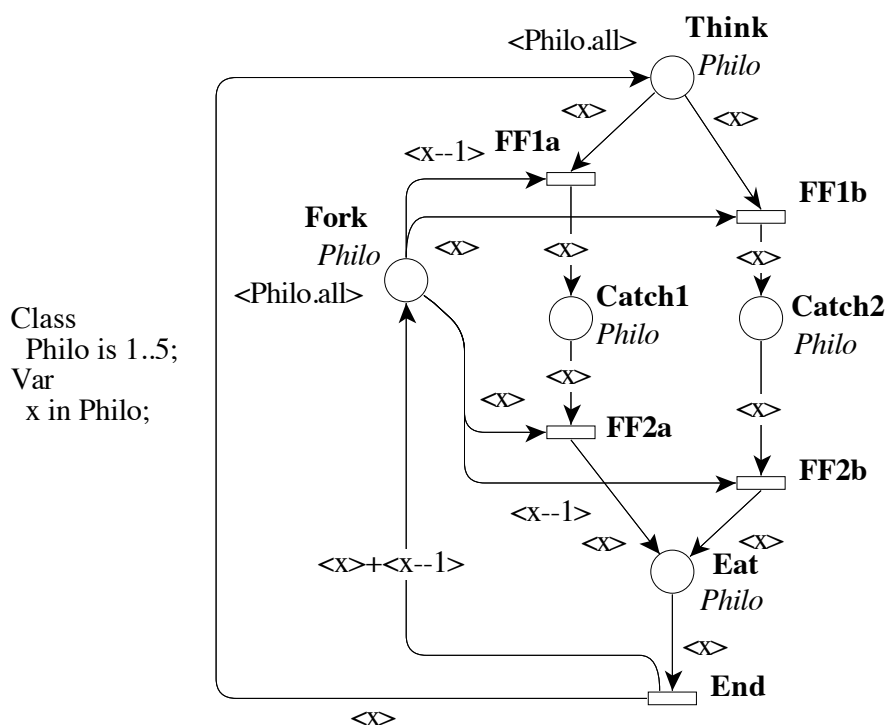 Think
<Philo.all>
Philo
<x>
<x>
FF1a
<x--1>
FF1b
Fork
Philo
<x>
<x>
<x>
<Philo.all>
Catch1
Philo
Catch2
Philo
Class
Philo is 1..5;
Var
x in Philo;
<x>
<x>
<x>
FF2a
FF2b
<x--1>
<x>
<x>
Eat
Philo
<x>+<x--1>
<x>
End
<x>